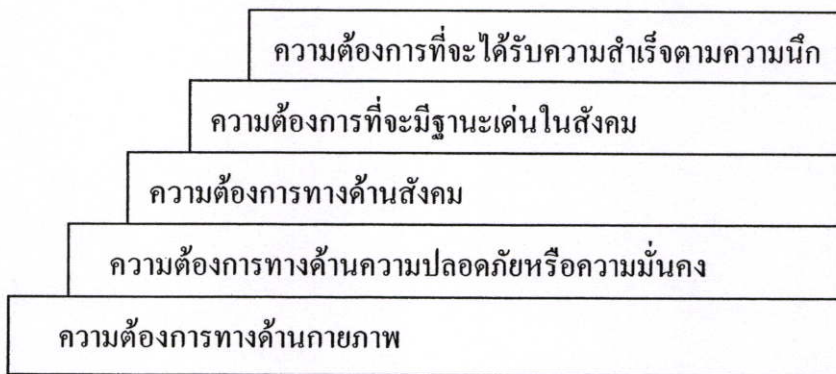 ความต้องการที่จะได้รับความสำเร็จตามความนึก
ความต้องการที่จะมีฐานะเด่นในสังคม
ความต้องการทางด้านสังคม
ความต้องการทางด้านความปลอดภัยหรือความมั่นคง
ความต้องการทางด้านกายภาพ